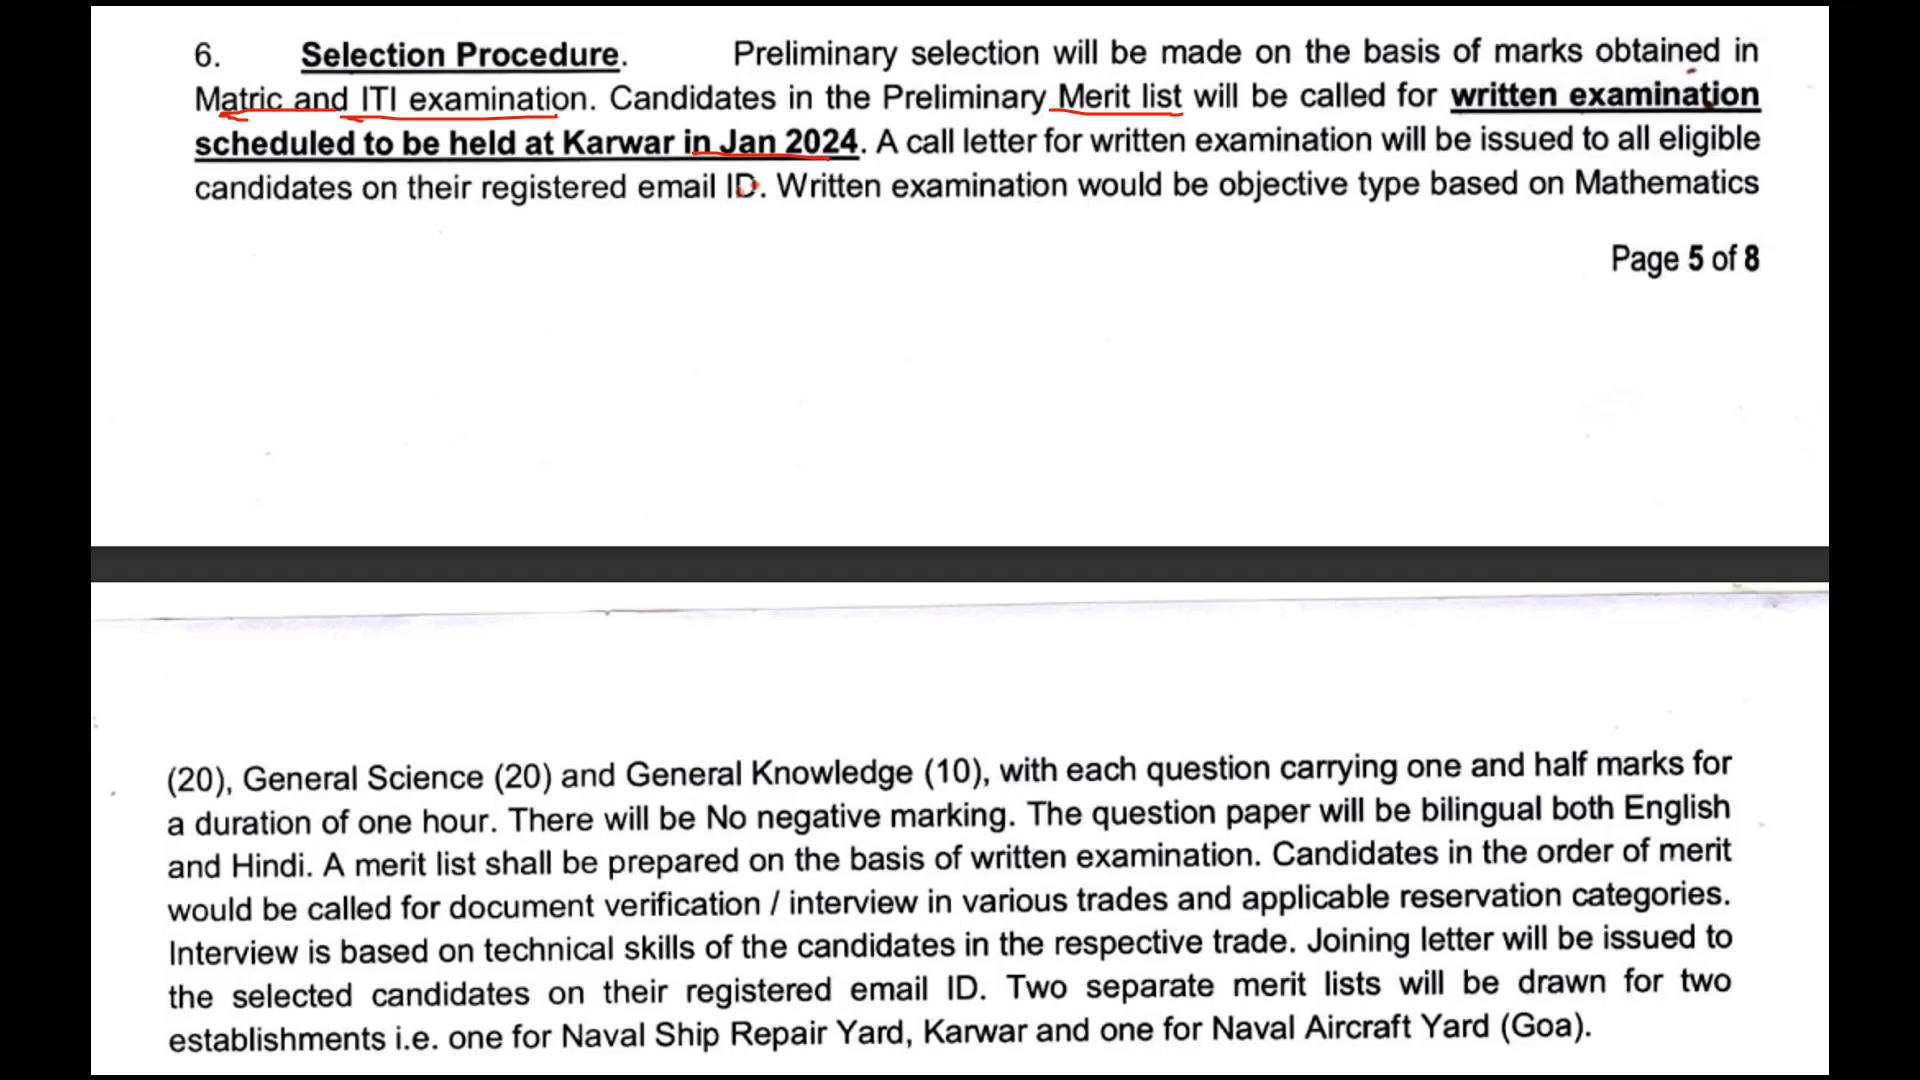 6. Selection Procedure. Preliminary selection will be made on the basis of marks obtained in
Matric and ITI examination. Candidates in the Preliminary Merit list will be called for written examination
scheduled to be held at Karwar in Jan 2024. A call letter for written examination will be issued to all eligible
candidates on their registered email ID. Written examination would be objective type based on Mathematics
Page 5 of 8
(20), General Science (20) and General Knowledge (10), with each question carrying one and half marks for
a duration of one hour. There will be No negative marking. The question paper will be bilingual both English
and Hindi. A merit list shall be prepared on the basis of written examination. Candidates in the order of merit
would be called for document verification / interview in various trades and applicable reservation categories.
Interview is based on technical skills of the candidates in the respective trade. Joining letter will be issued to
the selected candidates on their registered email ID. Two separate merit lists will be drawn for two
establishments i.e. one for Naval Ship Repair Yard, Karwar and one for Naval Aircraft Yard (Goa).